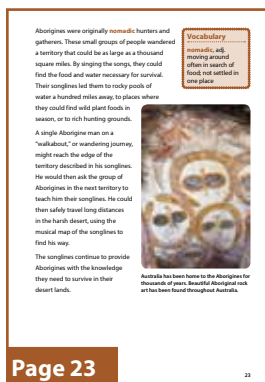 Aborigines were originally nomadic hunters and
gatherers. These small groups of people wandered
a territory that could be as large as a thousand
square miles. By singing the songs, they could
find the food and water necessary for survival.
Their songlines led them to rocky pools of
water a hundred miles away, to places where
they could find wild plant foods in
season, or to rich hunting grounds.
A single Aborigine man on a
"walkabout," or wandering journey,
might reach the edge of the
territory described in his songlines.
He would then ask the group of
Aborigines in the next territory to
teach him their songlines. He could
then safely travel long distances
in the harsh desert, using the
musical map of the songlines to
find his way.
The songlines continue to provide
Aborigines with the knowledge
they need to survive in their
desert lands.
Vocabulary
nomadic, adj.
moving around
often in search of
food; not settled in
one place
Australia has been home to the Aborigines for
thousands of years. Beautiful Aboriginal rock
art has been found throughout Australia.
Page 23
23